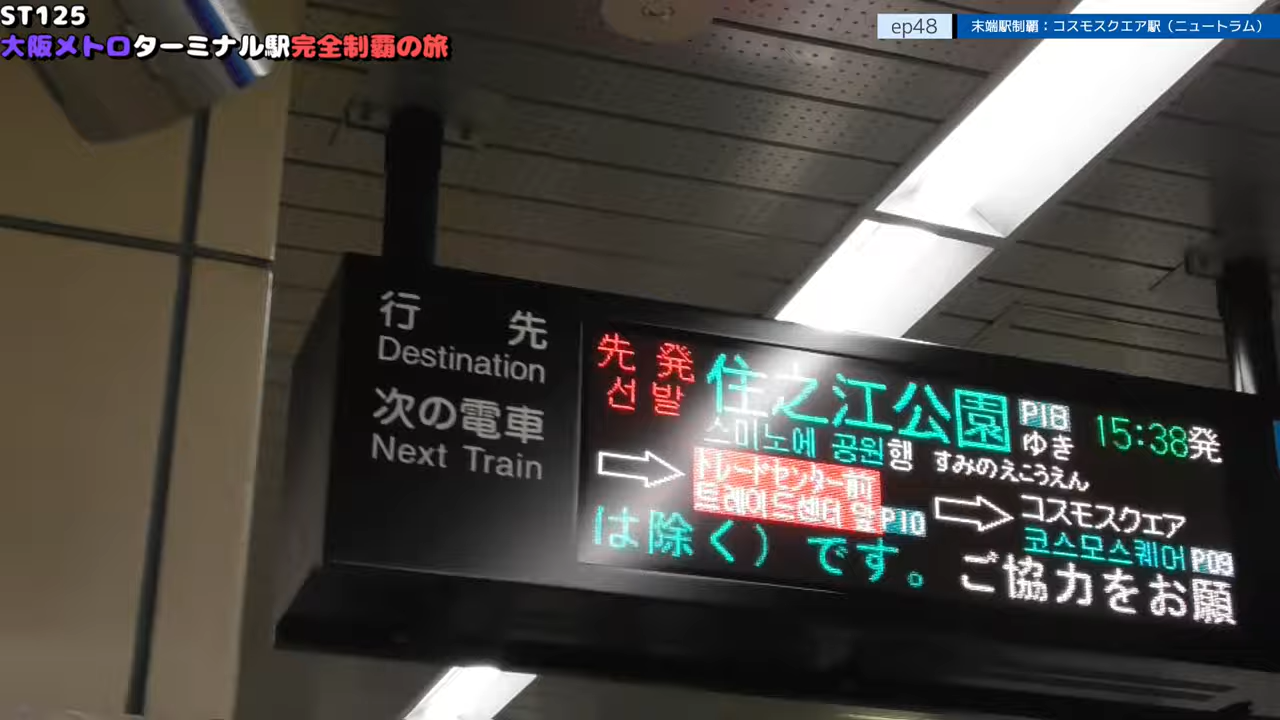 ST125
大阪メトロターミナル駅完全制覇の旅
ep48
末端駅制覇：コスモスクエア駅（ニュートラム）
行先
Destination
次の電車
Next Train
先発 住之江公園 P18 ゆき 15:38発
선발 스미노에 공원행 すみのえこうえん
トレードセンター前 コスモスクエア
트레이드센터 앞 P10 코스모스퀘어 P09
は除く）です。ご協力をお願